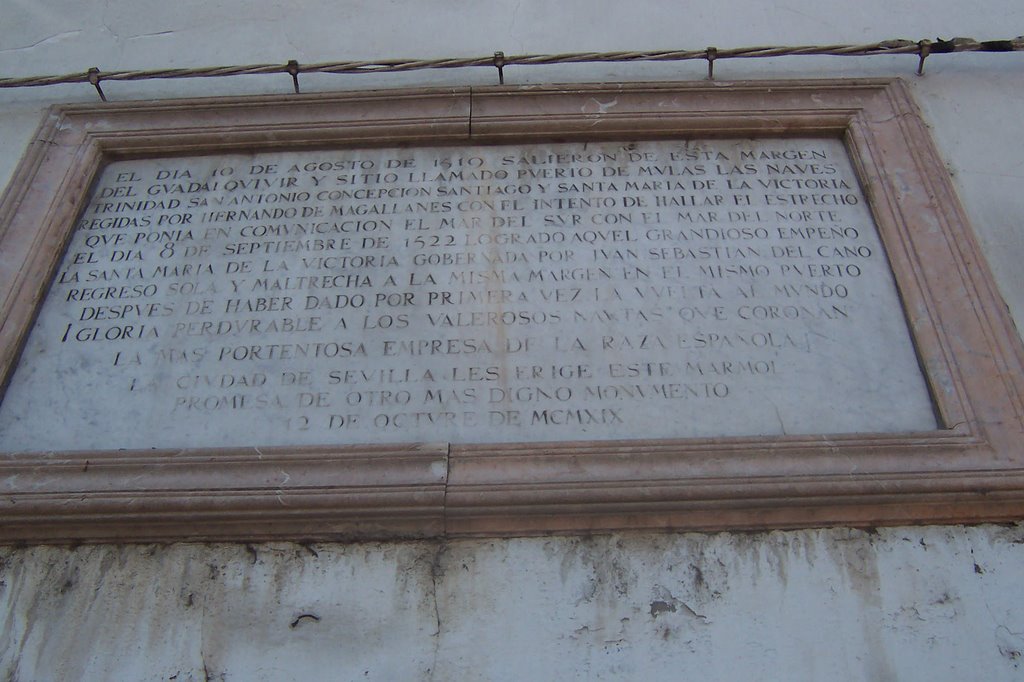 EL DIA 10 DE AGOSTO DE 1519 SALIERON DE ESTA MARGEN
DEL GVADALQVIVIR Y SITIO LLAMADO PVERTO DE MVLAS LAS NAVES
TRINIDAD SAN ANTONIO CONCEPCION SANTIAGO Y SANTA MARIA DE LA VICTORIA
REGIDAS POR HERNANDO DE MAGALLANES CON EL INTENTO DE HALLAR EL ESTRECHO
QVE PONIA EN COMVNICACION EL MAR DEL SVR CON EL MAR DEL NORTE
EL DIA 8 DE SEPTIEMBRE DE 1522 LOGRADO AQVEL GRANDIOSO EMPEÑO
LA SANTA MARIA DE LA VICTORIA GOBERNADA POR JVAN SEBASTIAN DEL CANO
REGRESO SOLA Y MALTRECHA A LA MISMA MARGEN EN EL MISMO PVERTO
DESPVES DE HABER DADO POR PRIMERA VEZ LA VVELTA AL MVNDO
¡GLORIA PERDVRABLE A LOS VALEROSOS NAVTAS QVE CORONAN
LA MAS PORTENTOSA EMPRESA DE LA RAZA ESPAÑOLA!
LA CIVDAD DE SEVILLA LES ERIGE ESTE MARMOL
PROMESA DE OTRO MAS DIGNO MONVMENTO
12 DE OCTVRE DE MCMXIX